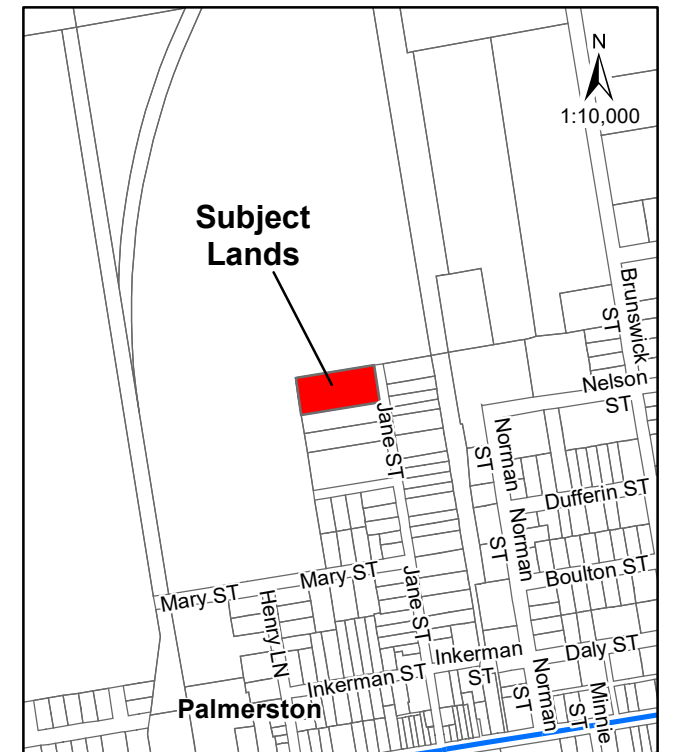 N
1:10,000
Subject
Lands
Brunswick
ST
Nelson
ST
Jane ST
Norman
ST
Dufferin ST
Norman
ST
Boulton ST
Mary ST
Mary ST
Henry LN
Jane ST
Inkerman
ST
Daly ST
Inkerman ST
Norman
ST
Minnie
ST
Palmerston